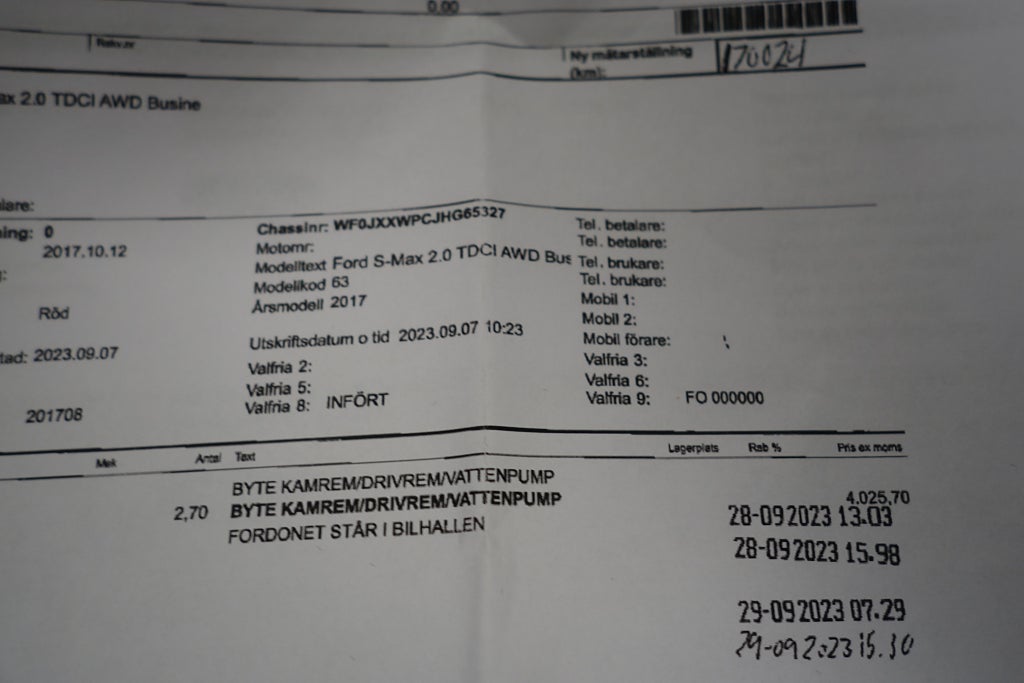 0.00
Rekv.nr
Ny mätarställning
(km):
170024
ax 2.0 TDCI AWD Busine
lare:
ing: 0
2017.10.12
Chassinr: WF0JXXWPCJHG65327
Motornr:
Modelltext Ford S-Max 2.0 TDCI AWD Bus
Modellkod 63
Årsmodell 2017
Tel. betalare:
Tel. betalare:
Tel. brukare:
Tel. brukare:
Mobil 1:
Mobil 2:
Mobil förare:
Röd
tad: 2023.09.07
Utskriftsdatum o tid 2023.09.07 10:23
Valfria 2:
Valfria 3:
Valfria 5:
Valfria 6:
201708
Valfria 8: INFÖRT
Valfria 9: FO 000000
Mek Antal Text Lagerplats Rab % Pris ex moms
BYTE KAMREM/DRIVREM/VATTENPUMP
2,70 BYTE KAMREM/DRIVREM/VATTENPUMP 4.025,70
FORDONET STÅR I BILHALLEN
28-09 2023 13.03
28-09 2023 15.98
29-09 2023 07.29
29-09 2023 15.30